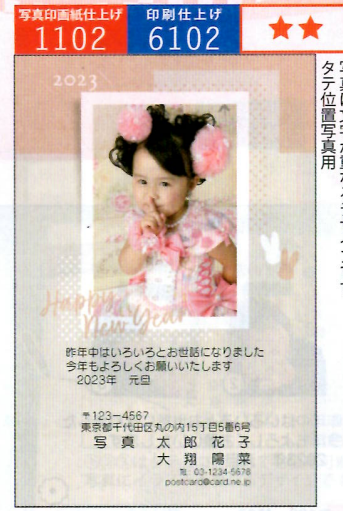 写真印画紙仕上げ
1102
印刷仕上げ
6102
★★
タテ位置写真用
2023
Happy
New Year
昨年中はいろいろとお世話になりました
今年もよろしくお願いいたします
2023年 元旦
〒123-4567
東京都千代田区丸の内15丁目5番6号
写真 太郎 花子
大翔 陽菜
TEL 03-1234-5678
postcard@card.ne.jp